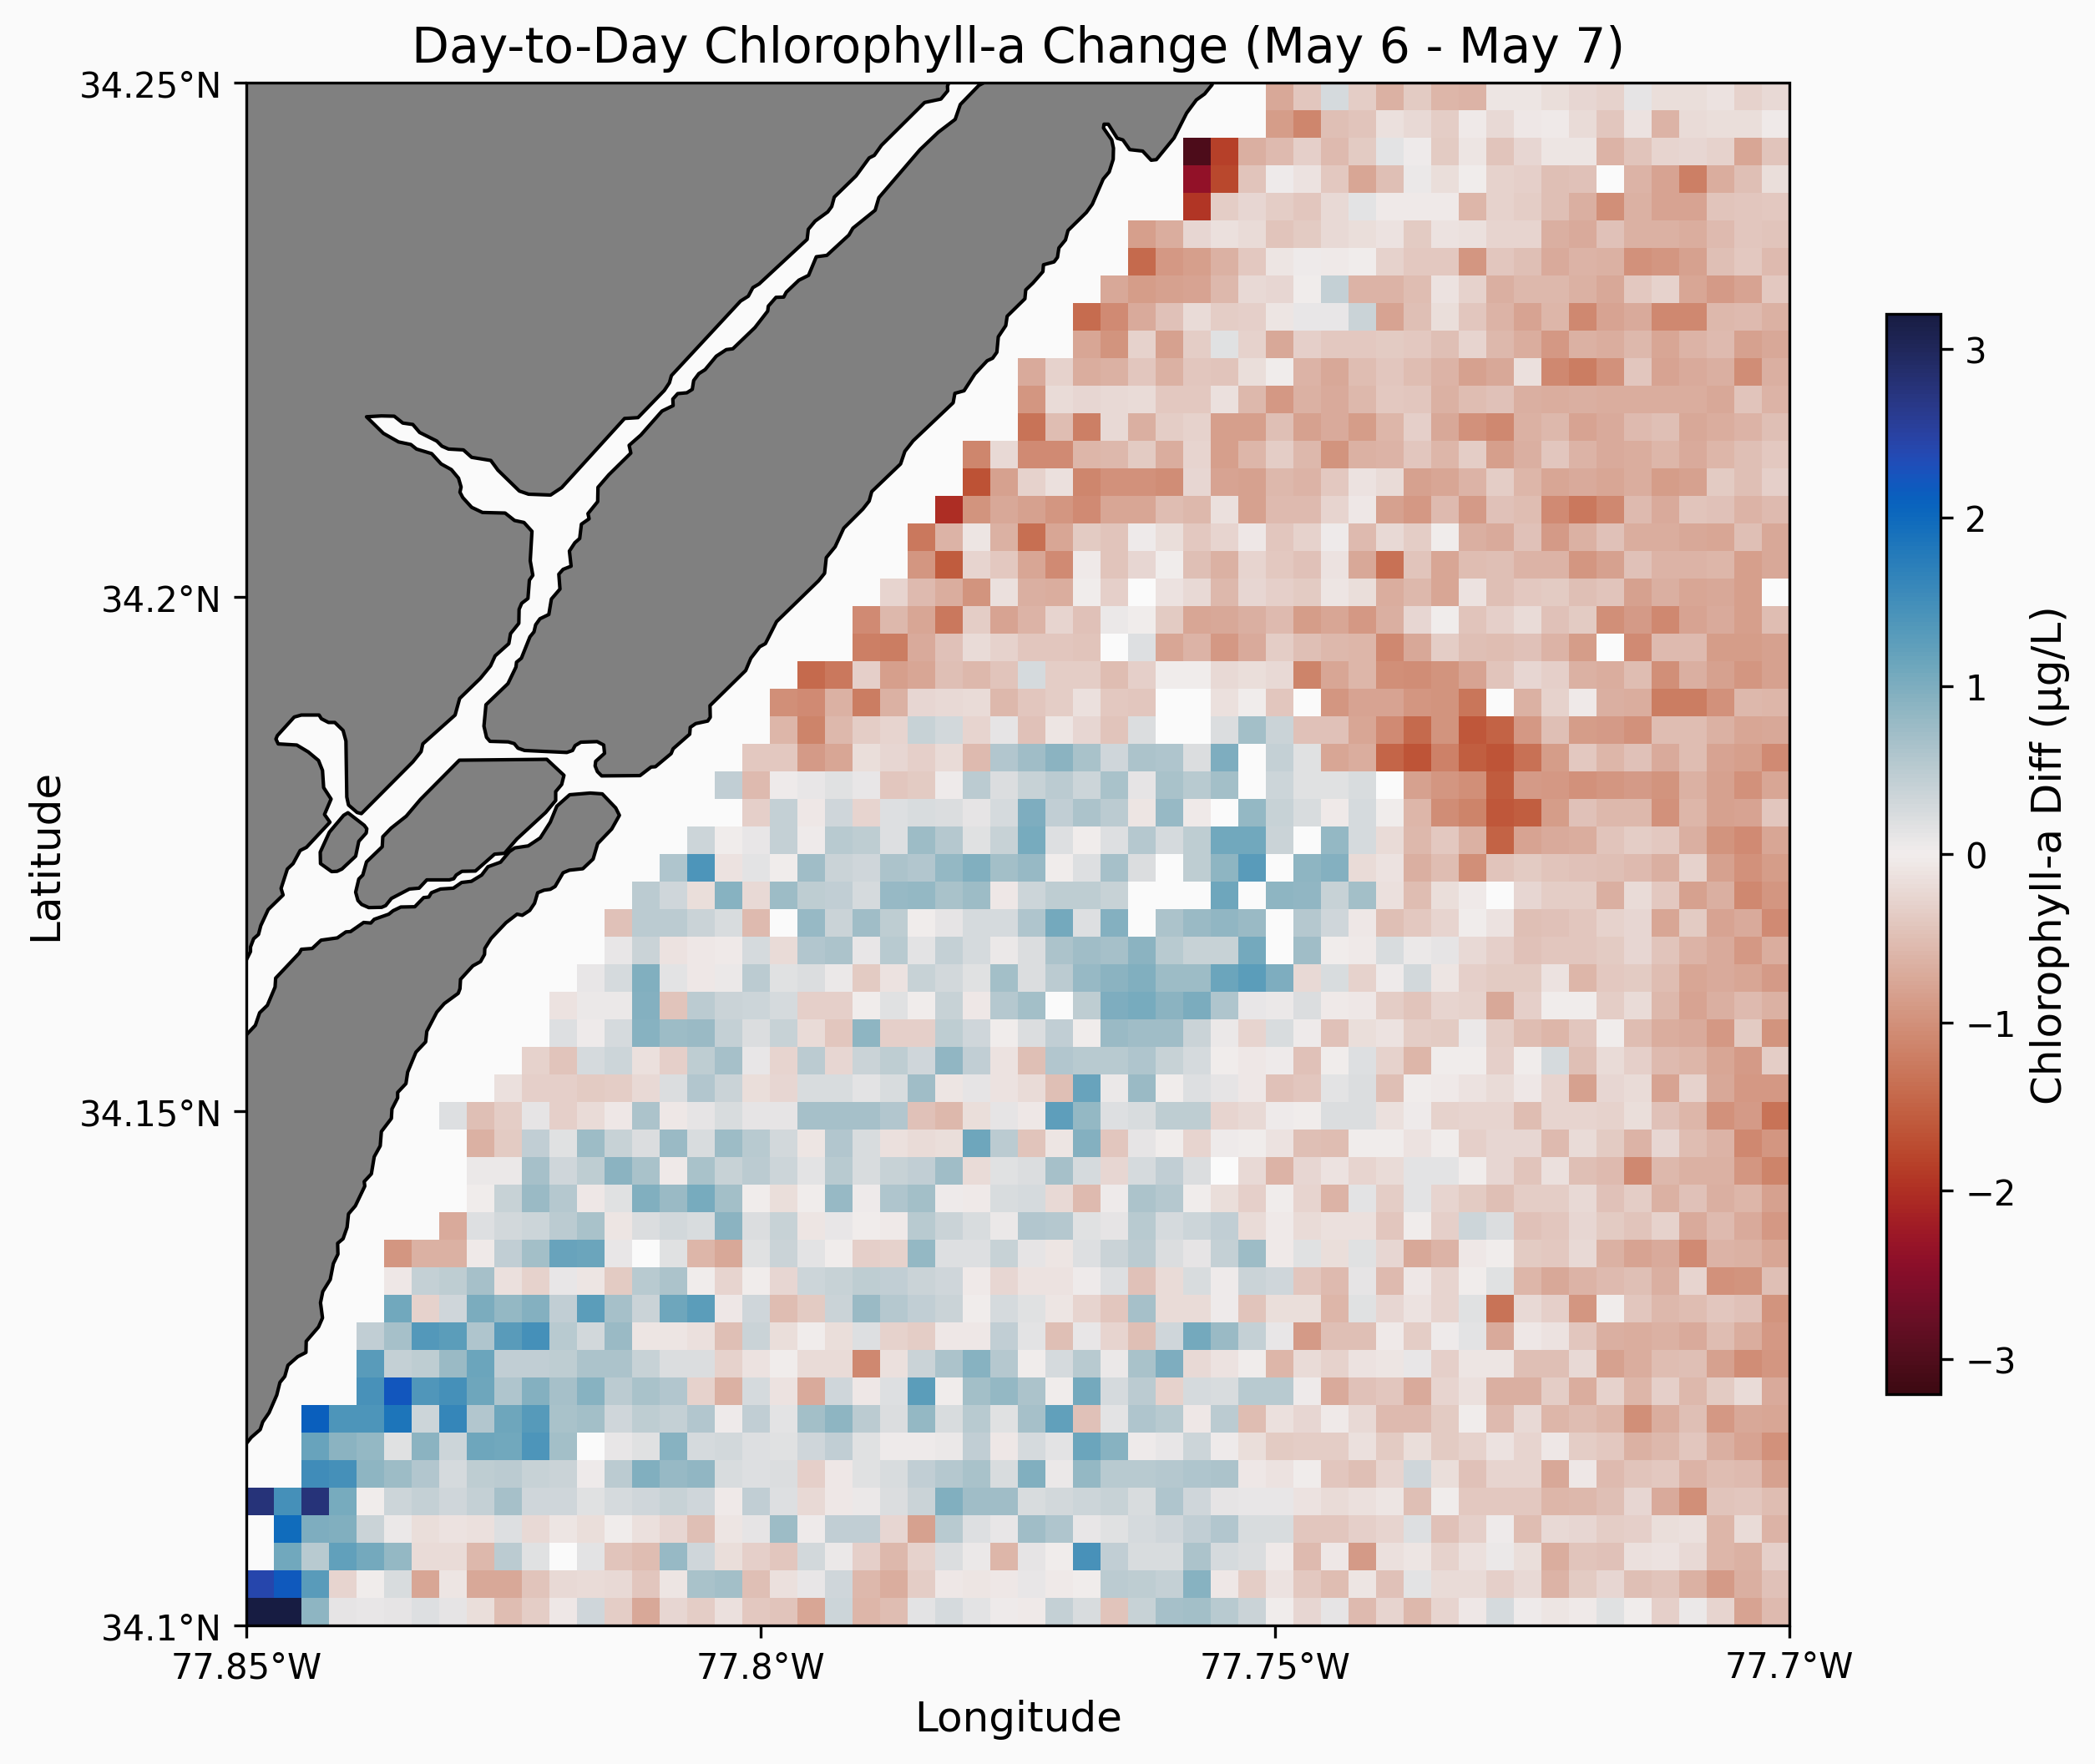 Day-to-Day Chlorophyll-a Change (May 6 - May 7)
34.25°N
34.2°N
34.15°N
34.1°N
Latitude
77.85°W
77.8°W
77.75°W
77.7°W
Longitude
3
2
1
0
−1
−2
−3
Chlorophyll-a Diff (µg/L)